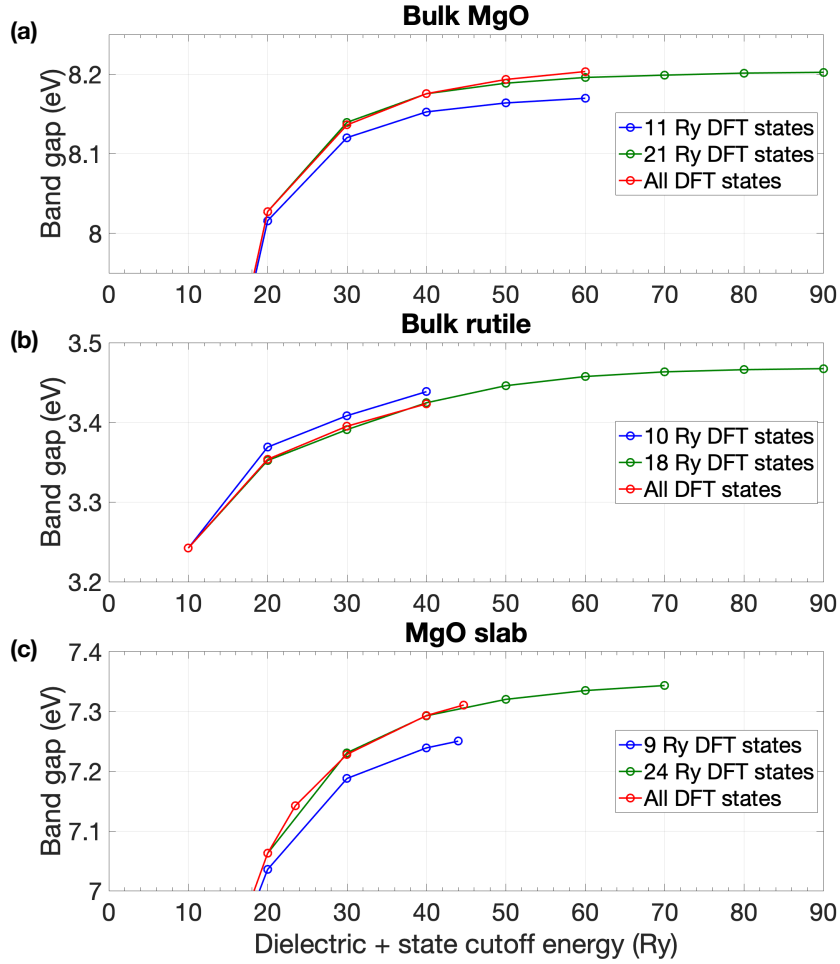 (a)
Bulk MgO
Band gap (eV)
8.2
8.1
8
11 Ry DFT states
21 Ry DFT states
All DFT states
0 10 20 30 40 50 60 70 80 90
(b)
Bulk rutile
Band gap (eV)
3.5
3.4
3.3
3.2
10 Ry DFT states
18 Ry DFT states
All DFT states
0 10 20 30 40 50 60 70 80 90
(c)
MgO slab
Band gap (eV)
7.4
7.3
7.2
7.1
7
9 Ry DFT states
24 Ry DFT states
All DFT states
0 10 20 30 40 50 60 70 80 90
Dielectric + state cutoff energy (Ry)